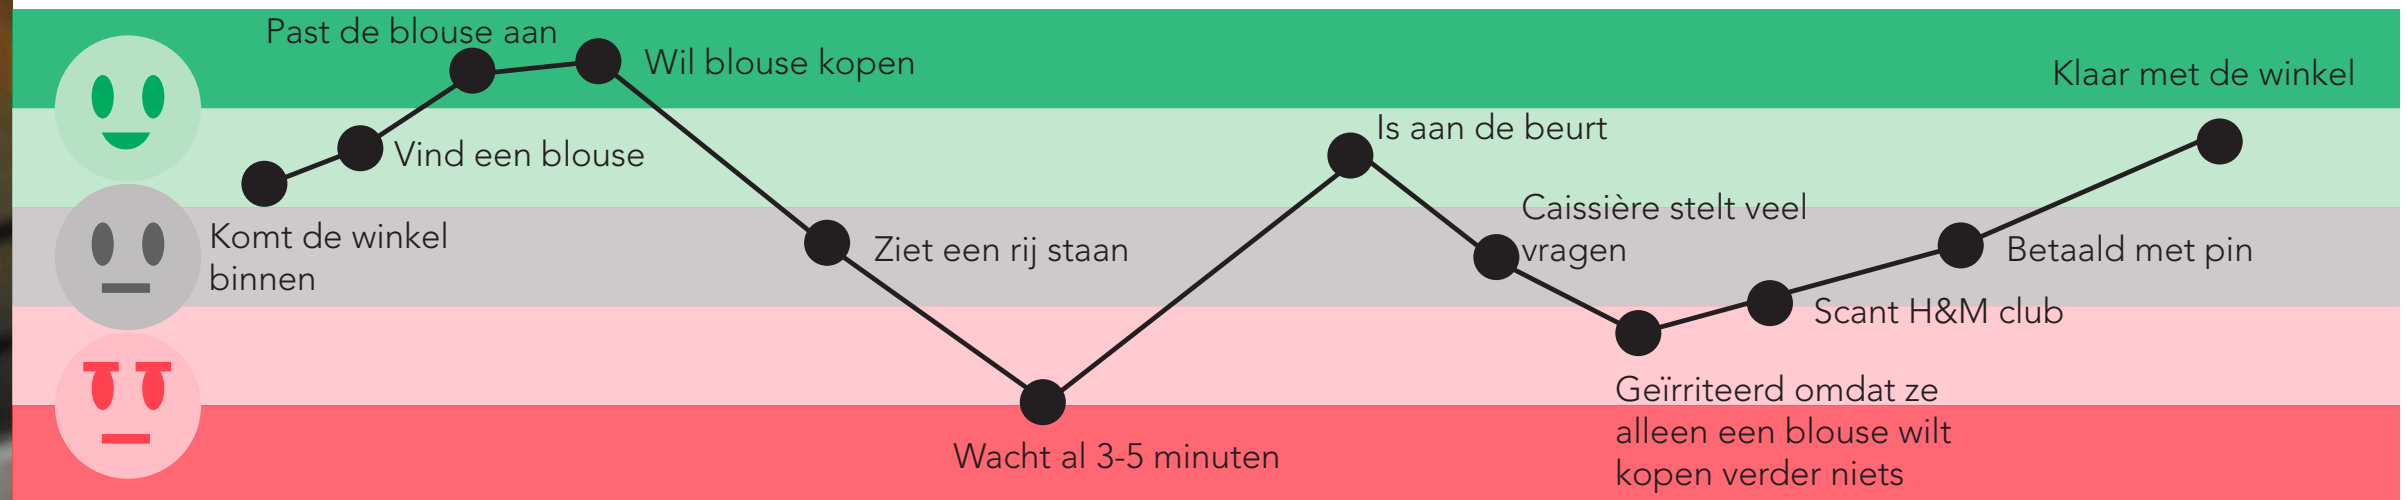 Past de blouse aan
Wil blouse kopen
Klaar met de winkel
Is aan de beurt
Vind een blouse
Caissière stelt veel
vragen
Komt de winkel
binnen
Ziet een rij staan
Betaald met pin
Scant H&M club
Geïrriteerd omdat ze
alleen een blouse wilt
kopen verder niets
Wacht al 3-5 minuten